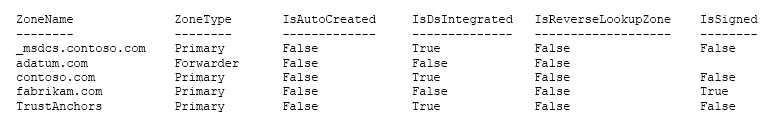 ZoneName ZoneType IsAutoCreated IsDsIntegrated IsReverseLookupZone IsSigned
-------- -------- ------------- -------------- ------------------- --------
_msdcs.contoso.com Primary False True False False
adatum.com Forwarder False False False
contoso.com Primary False True False False
fabrikam.com Primary False False False True
TrustAnchors Primary False True False False